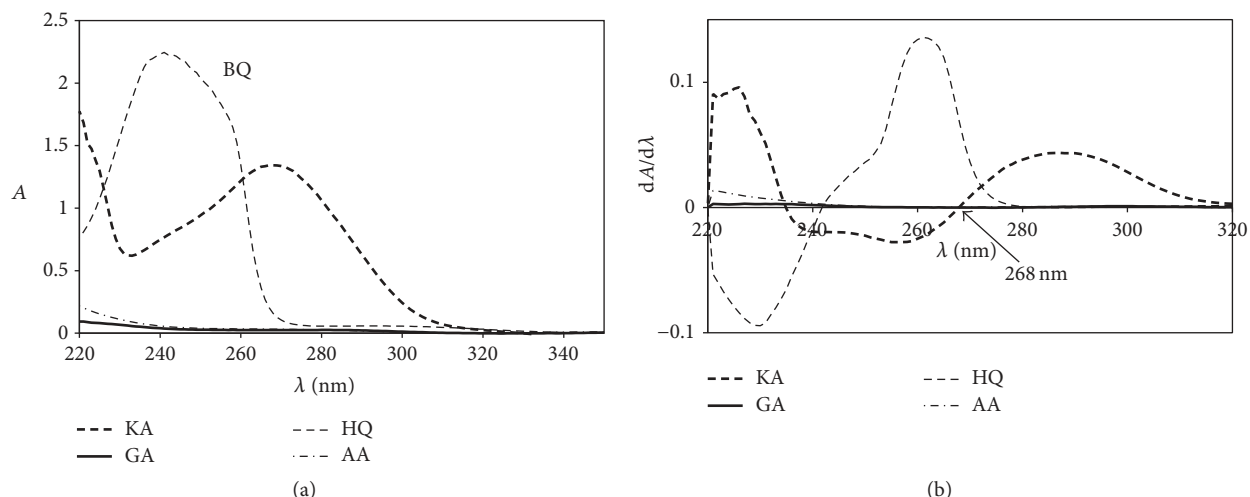 2.5
2
1.5
A
1
0.5
0
BQ
220 240 260 280 300 320 340
λ (nm)
KA HQ
GA AA
(a)
0.1
dA/dλ
0
220 240 260 280 300 320
λ (nm)
268 nm
−0.1
KA HQ
GA AA
(b)